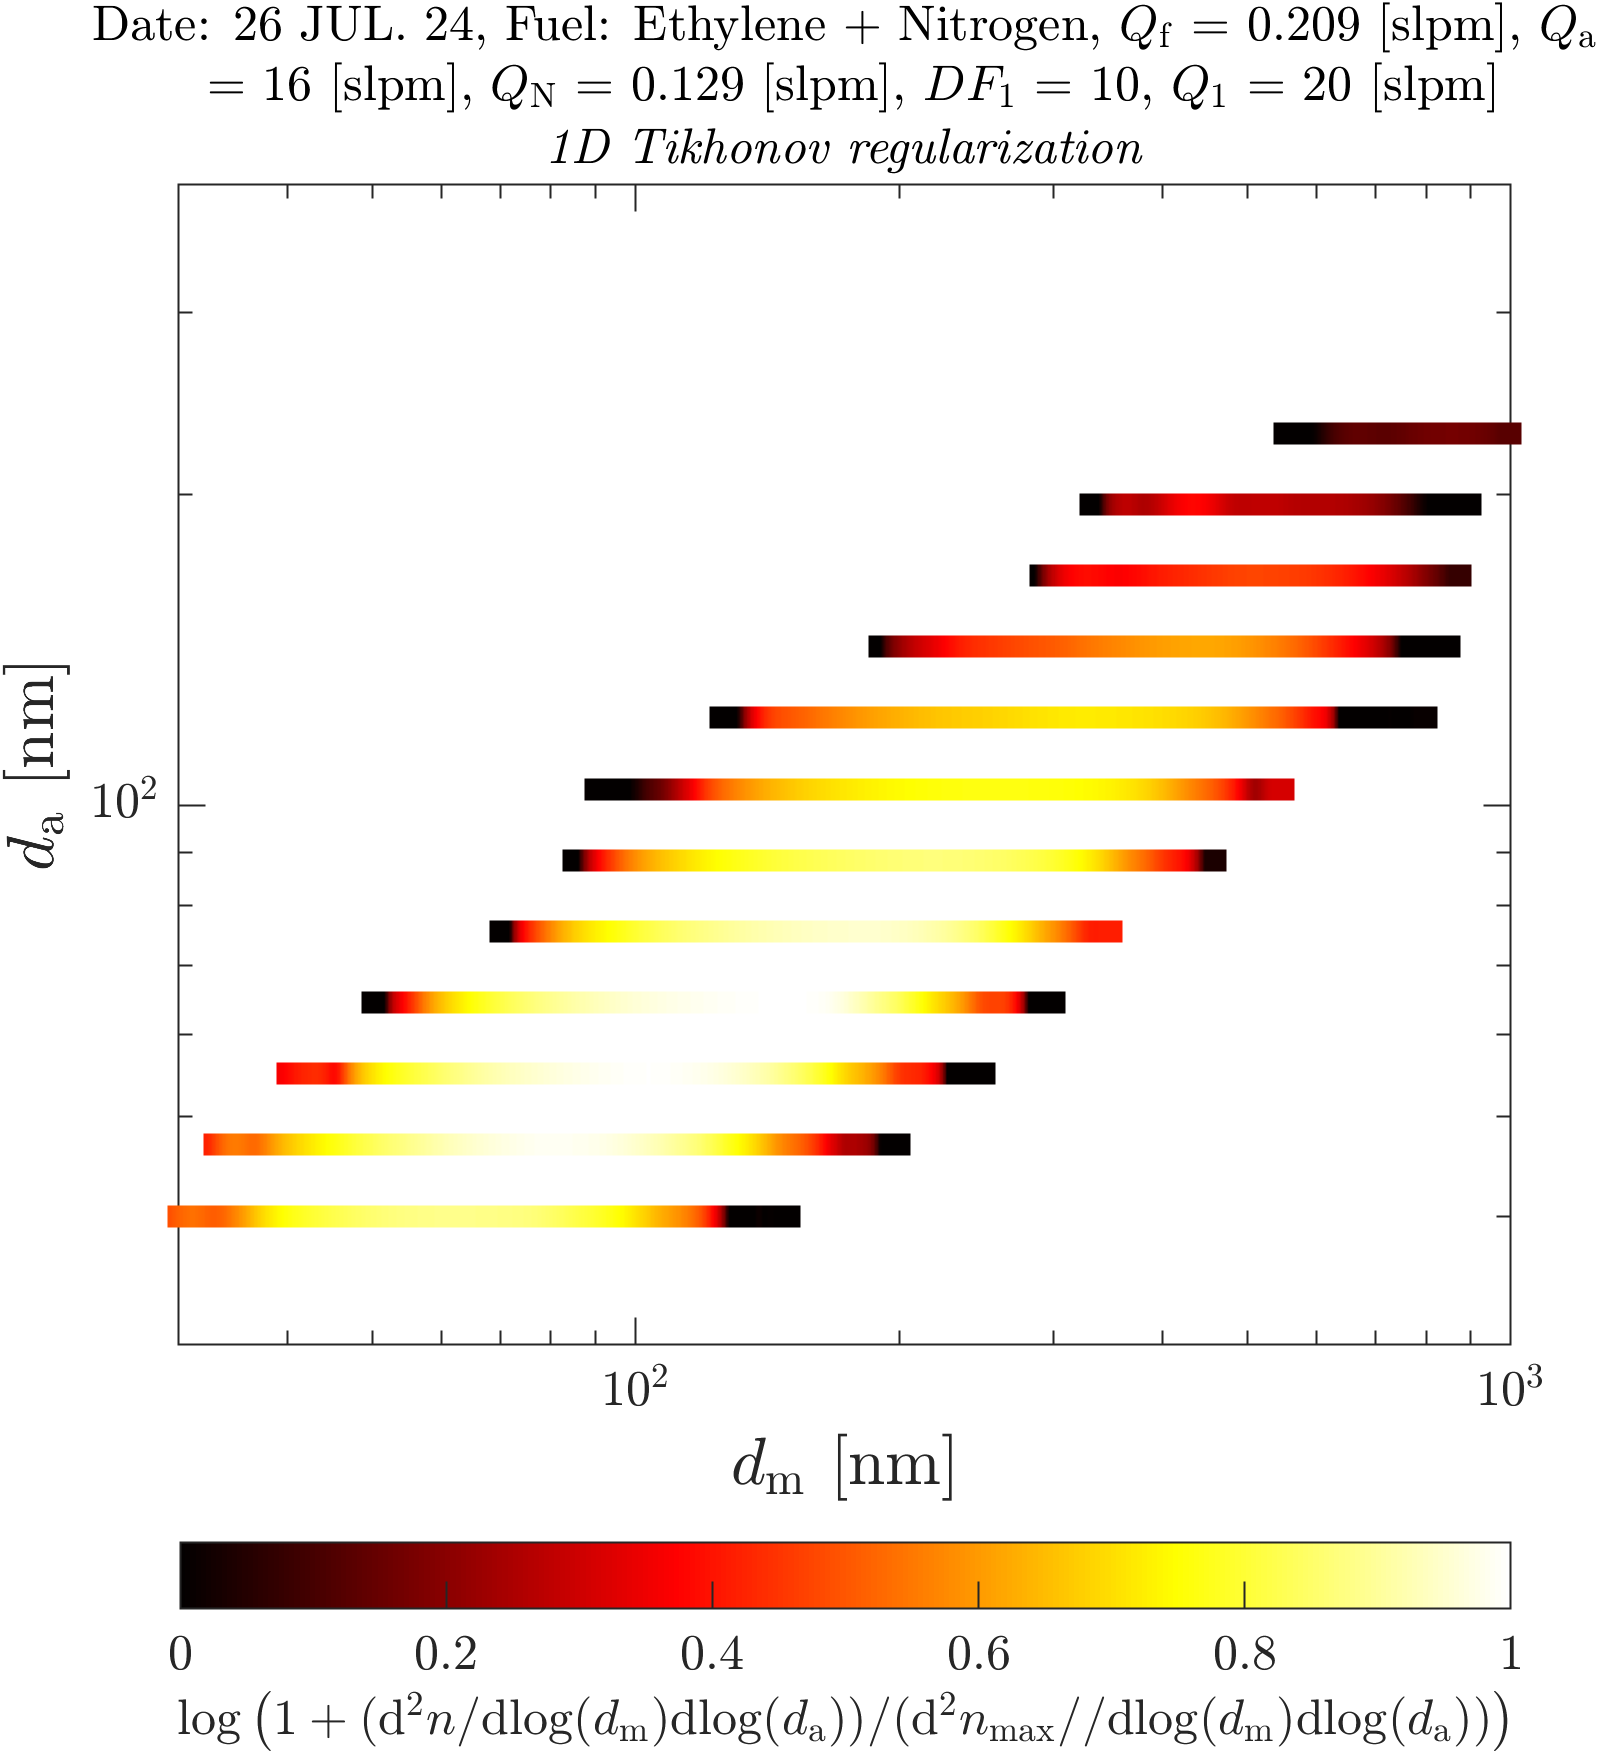 Date: 26 JUL. 24, Fuel: Ethylene + Nitrogen, Q_f = 0.209 [slpm], Q_a
= 16 [slpm], Q_N = 0.129 [slpm], DF_1 = 10, Q_1 = 20 [slpm]
1D Tikhonov regularization
d_a [nm]
10^2
10^2 10^3
d_m [nm]
0 0.2 0.4 0.6 0.8 1
log(1 + (d^2n/dlog(d_m)dlog(d_a))/(d^2n_max//dlog(d_m)dlog(d_a)))